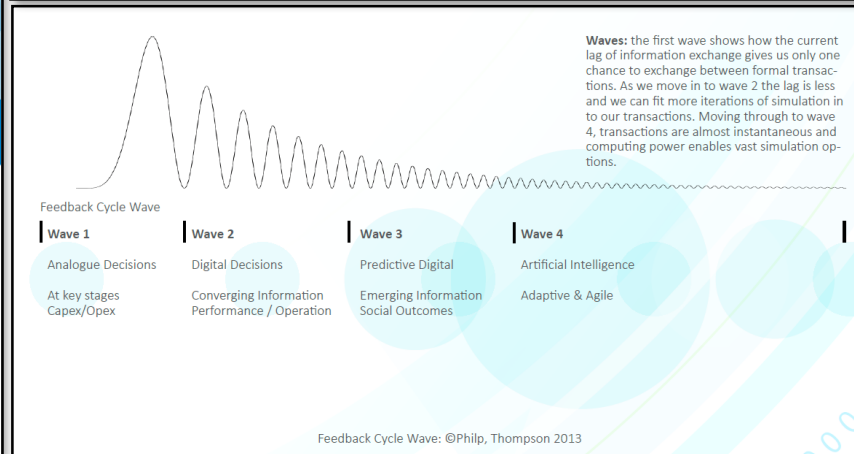 Waves: the first wave shows how the current
lag of information exchange gives us only one
chance to exchange between formal transac-
tions. As we move in to wave 2 the lag is less
and we can fit more iterations of simulation in
to our transactions. Moving through to wave
4, transactions are almost instantaneous and
computing power enables vast simulation op-
tions.
Feedback Cycle Wave
Wave 1
Analogue Decisions
At key stages
Capex/Opex
Wave 2
Digital Decisions
Converging Information
Performance / Operation
Wave 3
Predictive Digital
Emerging Information
Social Outcomes
Wave 4
Artificial Intelligence
Adaptive & Agile
Feedback Cycle Wave: ©Philp, Thompson 2013
000